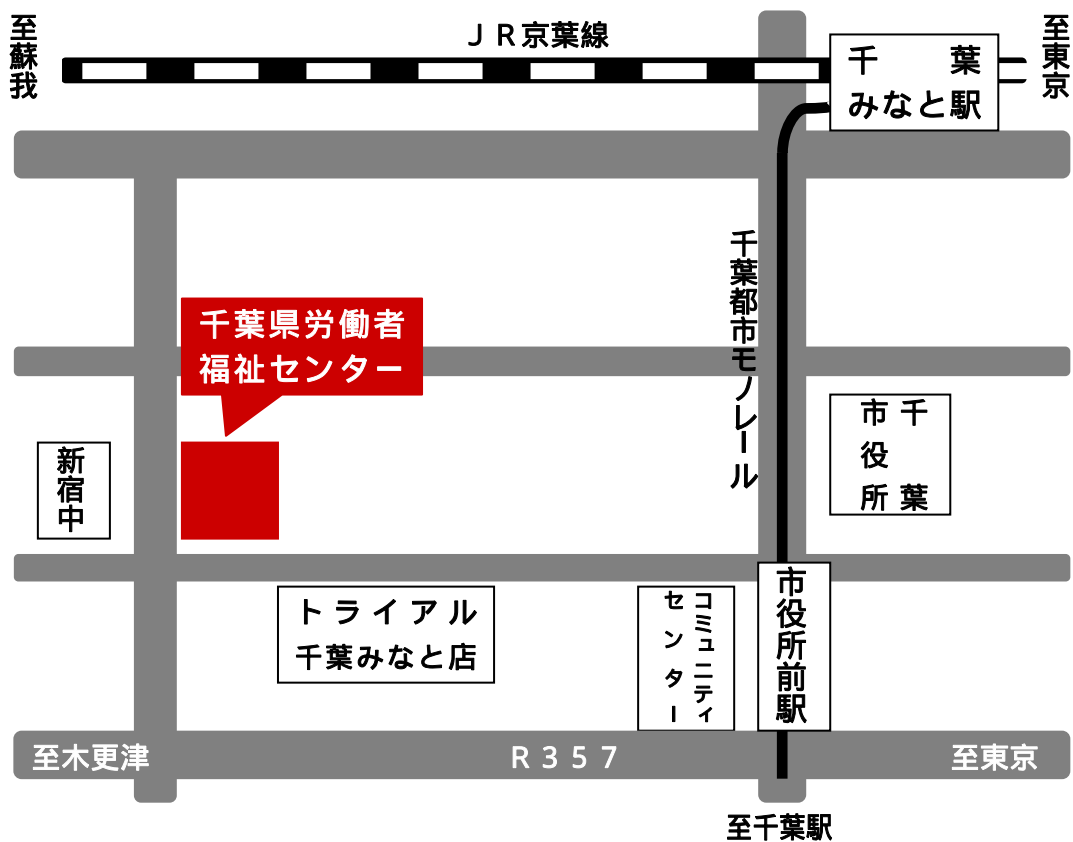 至蘇我
ＪＲ京葉線
至東京
千葉
みなと駅
千葉都市モノレール
千葉県労働者
福祉センター
新宿中
千葉
市役所
トライアル
千葉みなと店
コミュニティ
センター
市役所前駅
至木更津
Ｒ３５７
至東京
至千葉駅